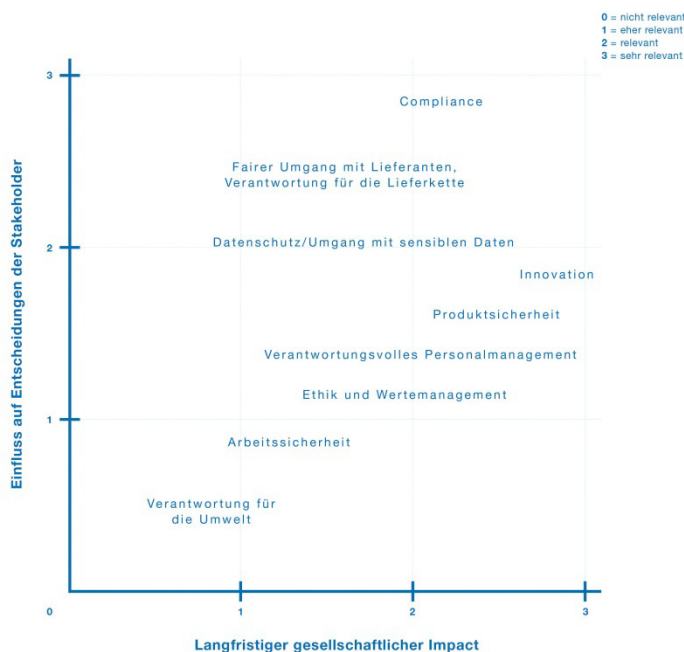 0 = nicht relevant
1 = eher relevant
2 = relevant
3 = sehr relevant
Einfluss auf Entscheidungen der Stakeholder
3
Compliance
Fairer Umgang mit Lieferanten,
Verantwortung für die Lieferkette
2
Datenschutz/Umgang mit sensiblen Daten
Innovation
Produktsicherheit
Verantwortungsvolles Personalmanagement
Ethik und Wertemanagement
1
Arbeitssicherheit
Verantwortung für
die Umwelt
0
1
2
3
Langfristiger gesellschaftlicher Impact